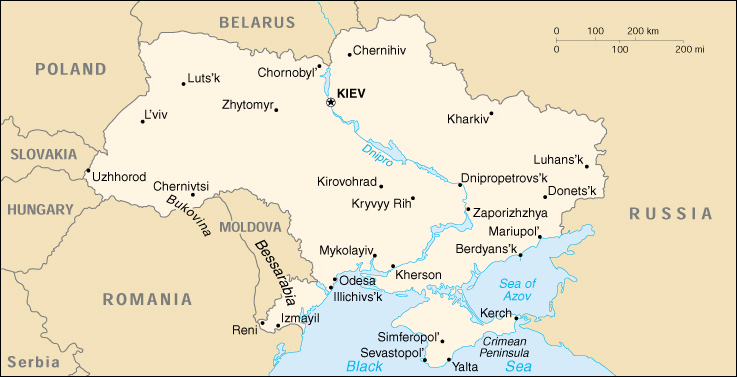 BELARUS
0 100 200 km
0 100 200 mi
Chernihiv
POLAND
Chornobyl'
Luts'k
KIEV
Zhytomyr
L'viv
Kharkiv
Dnipro
SLOVAKIA
Luhans'k
Uzhhorod
Kirovohrad
Dnipropetrovs'k
Chernivtsi
Donets'k
Kryvyy Rih
HUNGARY
Bukovina
Zaporizhzhya
RUSSIA
MOLDOVA
Mariupol'
Mykolayiv
Berdyans'k
Bessarabia
Kherson
Odesa
Sea of
Azov
ROMANIA
Illichivs'k
Izmayil
Kerch
Reni
Simferopol'
Crimean
Peninsula
Sevastopol'
Serbia
Black
Yalta
Sea